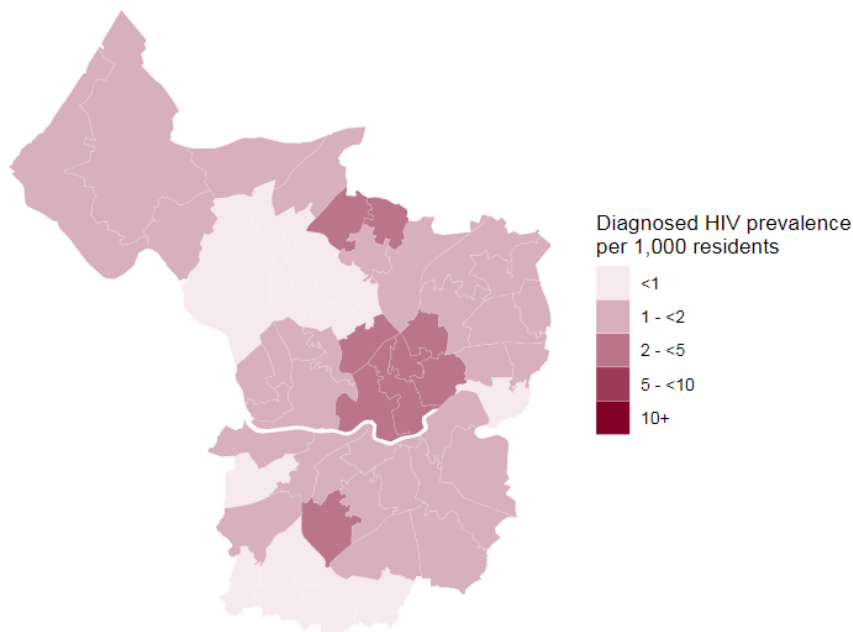 Diagnosed HIV prevalence
per 1,000 residents
<1
1 - <2
2 - <5
5 - <10
10+